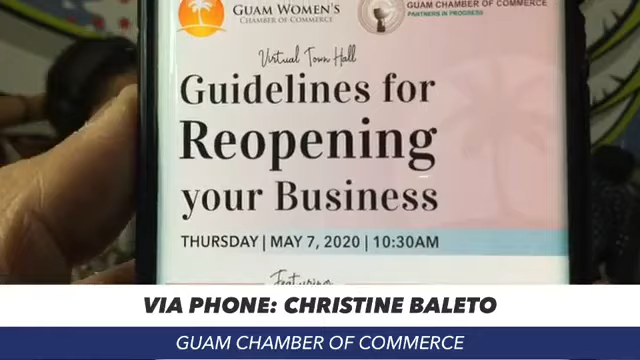 GUAM WOMEN'S
CHAMBER OF COMMERCE
GUAM CHAMBER OF COMMERCE
PARTNERS IN PROGRESS
Virtual Town Hall
Guidelines for
Reopening
your Business
THURSDAY | MAY 7, 2020 | 10:30AM
Featuring
VIA PHONE: CHRISTINE BALETO
GUAM CHAMBER OF COMMERCE